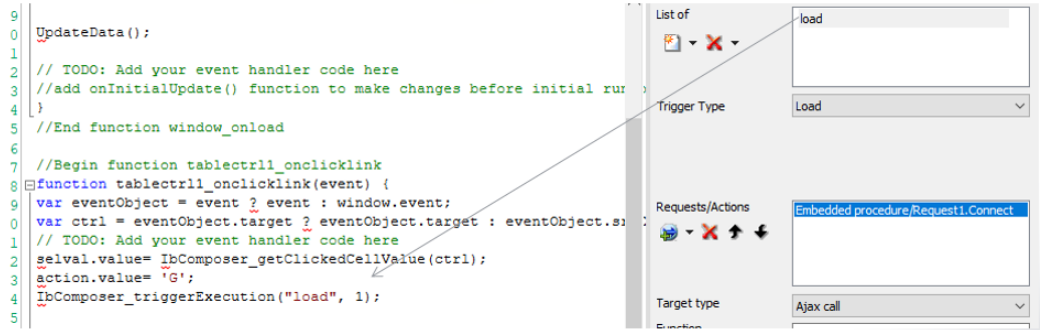 9
0 UpdateData();
1
2 // TODO: Add your event handler code here
3 //add onInitialUpdate() function to make changes before initial run
4 }
5 //End function window_onload
6
7 //Begin function tablectrl1_onclicklink
8 function tablectrl1_onclicklink(event) {
9 var eventObject = event ? event : window.event;
0 var ctrl = eventObject.target ? eventObject.target :
1 // TODO: Add your event handler code here
2 selval.value= IbComposer_getClickedCellValue(ctrl);
3 action.value= 'G';
4 IbComposer_triggerExecution("load", 1);
5
List of
load
Trigger Type
Load
Requests/Actions
Embedded procedure/Request1.Connect
Target type
Ajax call